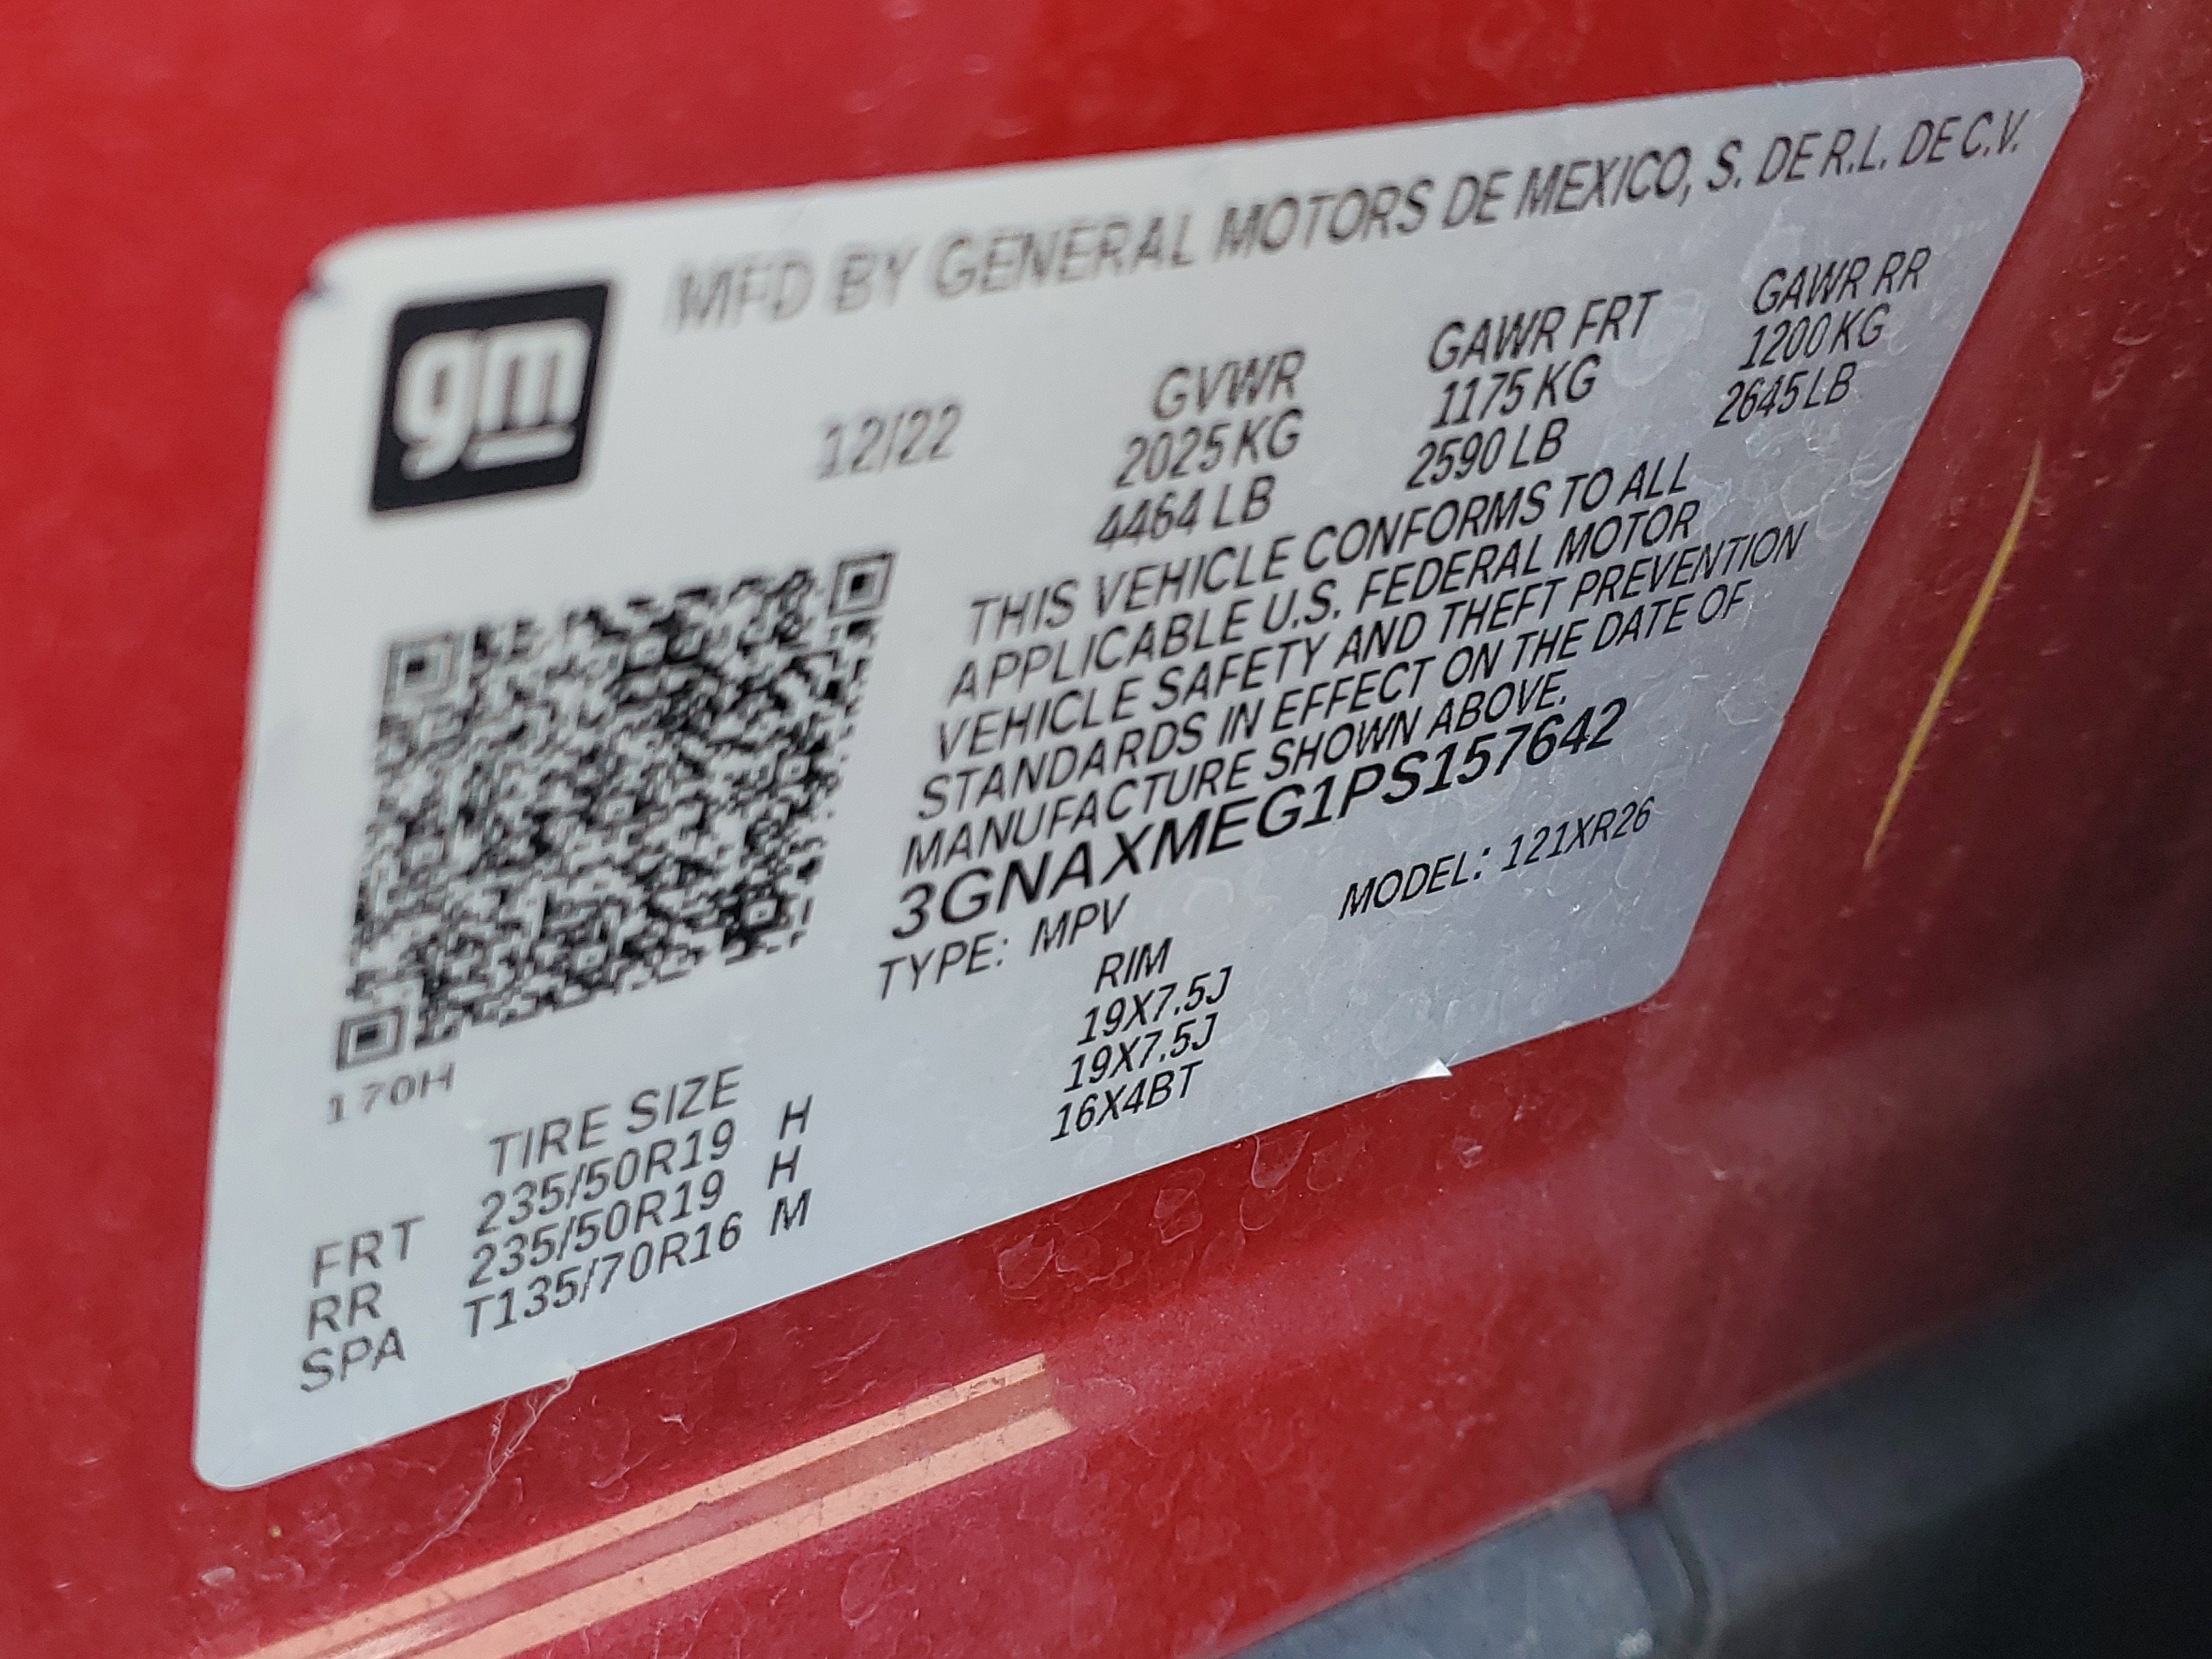 gm
MFD BY GENERAL MOTORS DE MEXICO, S. DE R.L. DE C.V.
12/22
GVWR GAWR FRT GAWR RR
2025 KG 1175 KG 1200 KG
4464 LB 2590 LB 2645 LB
THIS VEHICLE CONFORMS TO ALL
APPLICABLE U.S. FEDERAL MOTOR
VEHICLE SAFETY AND THEFT PREVENTION
STANDARDS IN EFFECT ON THE DATE OF
MANUFACTURE SHOWN ABOVE.
3GNAXMEG1PS157642
TYPE: MPV MODEL: 121XR26
170H
TIRE SIZE RIM
FRT 235/50R19 H 19X7.5J
RR 235/50R19 H 19X7.5J
SPA T135/70R16 M 16X4BT